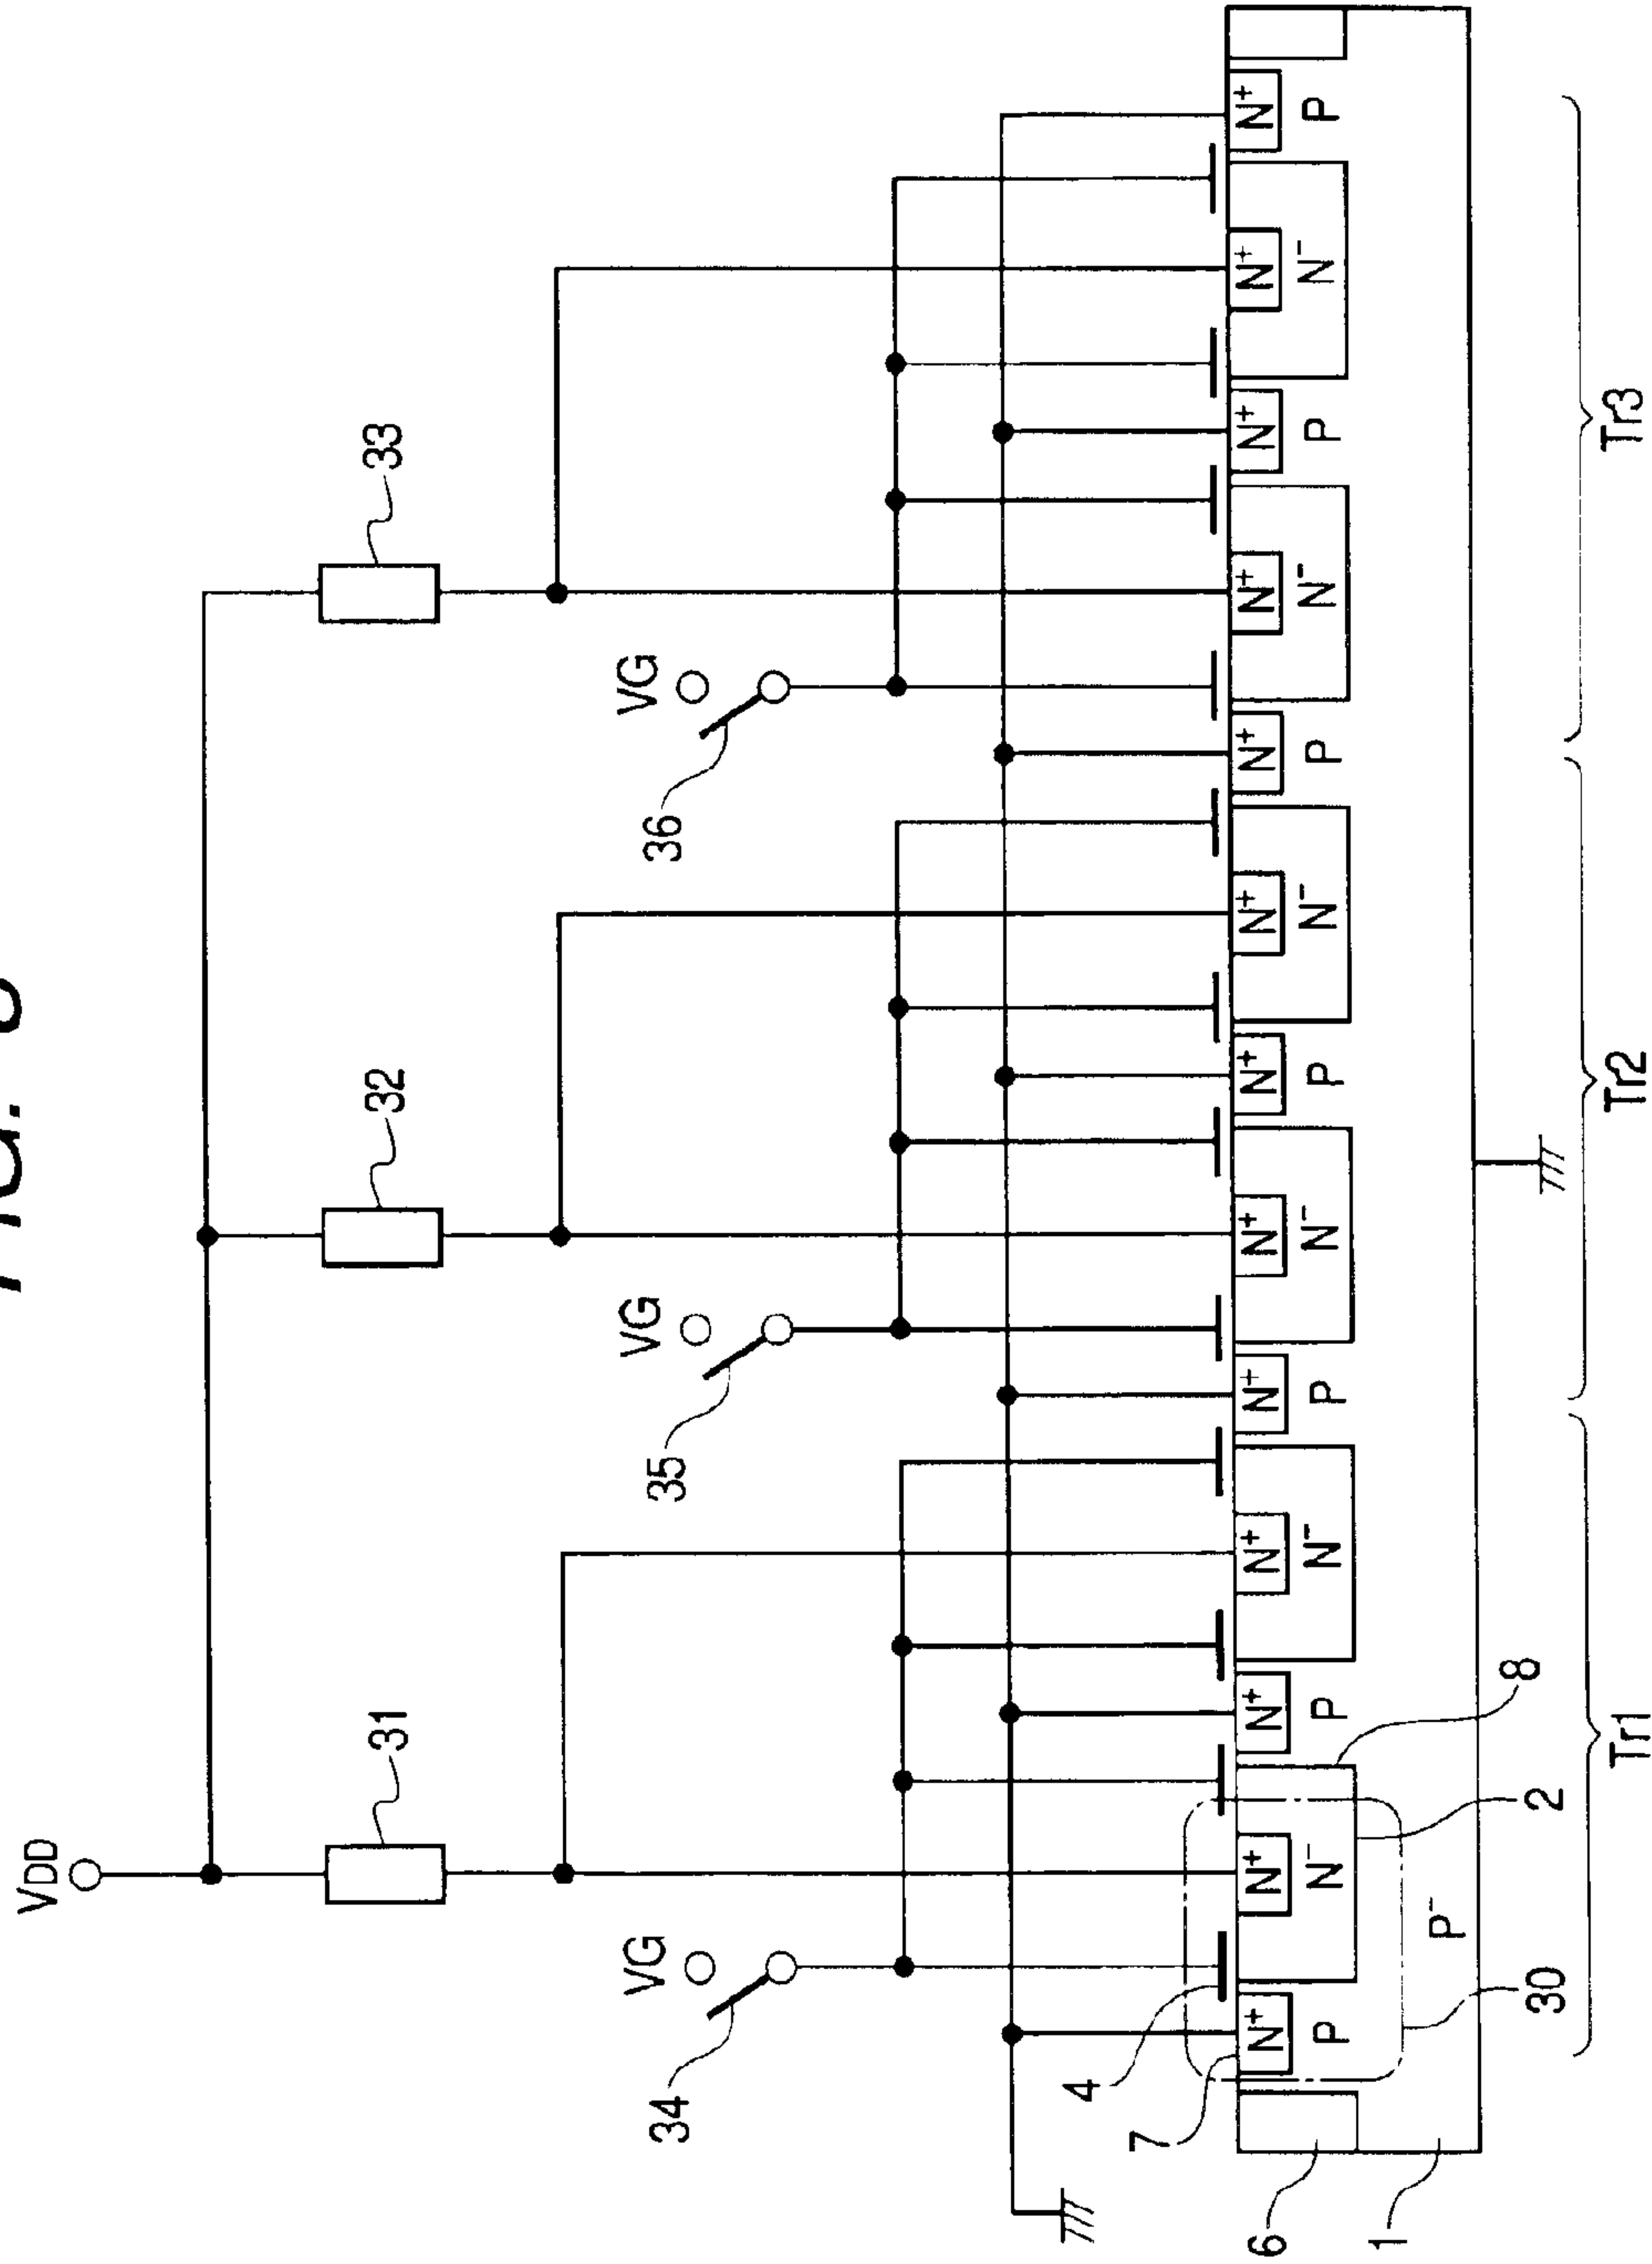 FIG.
VDD
31 32 33
VG VG VG
34 35 36
4
7
N+ N+ N+ N+ N+ N+ N+ N+ N+ N+ N+ N+ N+
P N- P N- P N- P N- P N- P N- P
6
P-
1
30 2 8
Tr1 Tr2 Tr3